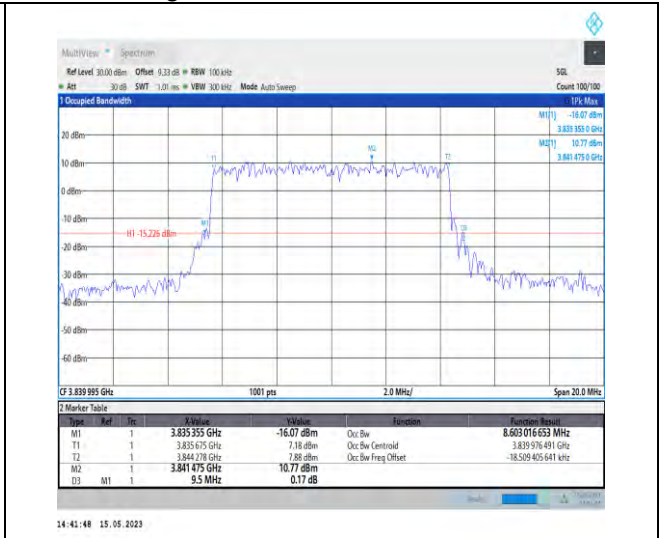 MultiView Spectrum
Ref Level 30.00 dBm Offset 9.33 dB RBW 100 kHz SGL
Att 30 dB SWT 1.01 ms VBW 300 kHz Mode Auto Sweep Count 100/100
1 Occupied Bandwidth 1Pk Max
M1[1] -16.07 dBm
3.835 355 0 GHz
M2[1] 10.77 dBm
3.841 475 0 GHz
20 dBm
M2
T1 T2
10 dBm
0 dBm
-10 dBm
M1
D3
H1 -15.225 dBm
-20 dBm
-30 dBm
-40 dBm
-50 dBm
-60 dBm
CF 3.839 995 GHz 1001 pts 2.0 MHz/ Span 20.0 MHz
2 Marker Table
Type Ref Trc X-Value Y-Value Function Function Result
M1 1 3.835 355 GHz -16.07 dBm Occ Bw 8.603 016 653 MHz
T1 1 3.835 675 GHz 7.18 dBm Occ Bw Centroid 3.839 976 491 GHz
T2 1 3.844 278 GHz 7.88 dBm Occ Bw Freq Offset -18.509 405 641 kHz
M2 1 3.841 475 GHz 10.77 dBm
D3 M1 1 9.5 MHz 0.17 dB
14:41:48 15.05.2023